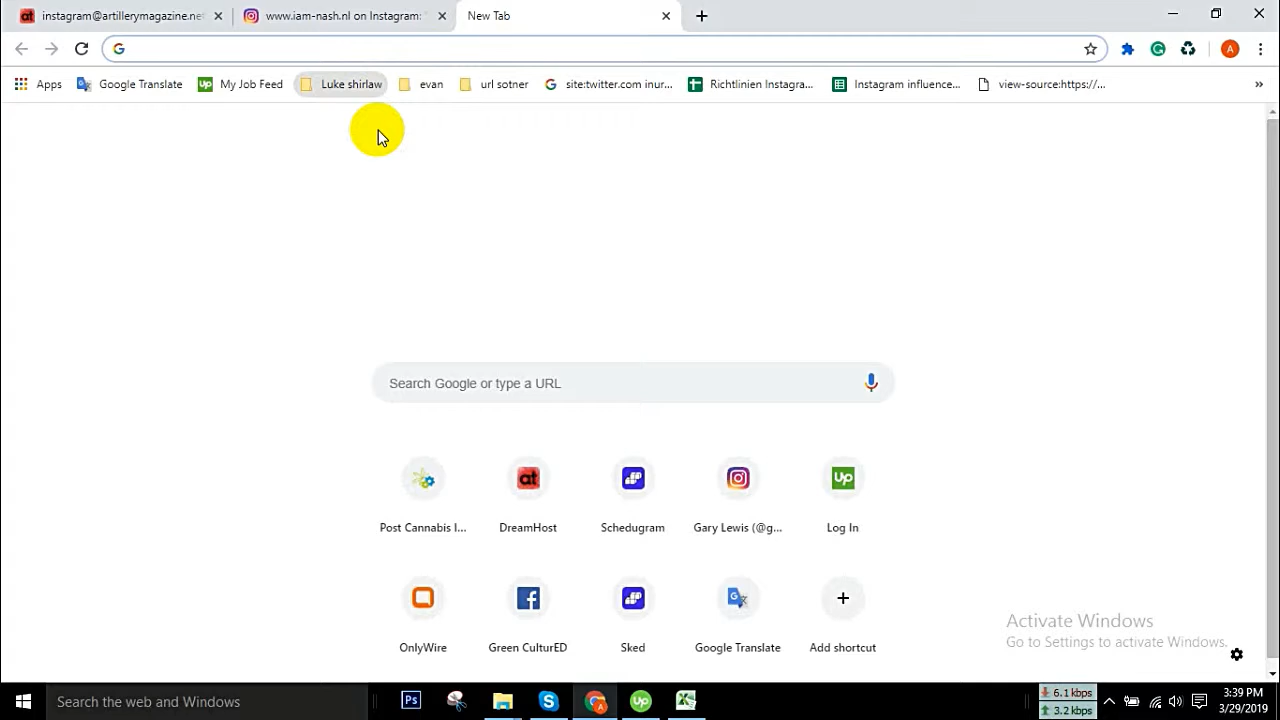 instagram@artillerymagazine.net
www.iam-nash.nl on Instagram:
New Tab
A
Apps
Google Translate
My Job Feed
Luke shirlaw
evan
url sotner
site:twitter.com inur...
Richtlinien Instagra...
Instagram influence...
view-source:https://...
»
Search Google or type a URL
Post Cannabis I...
DreamHost
Schedugram
Gary Lewis (@g...
Log In
OnlyWire
Green CulturED
Sked
Google Translate
Add shortcut
Activate Windows
Go to Settings to activate Windows.
Search the web and Windows
6.1 kbps
3.2 kbps
3:39 PM
3/29/2019